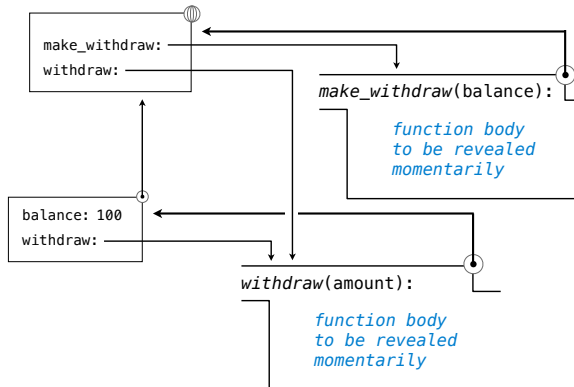 make_withdraw:
withdraw:
make_withdraw(balance):
function body
to be revealed
momentarily
balance: 100
withdraw:
withdraw(amount):
function body
to be revealed
momentarily